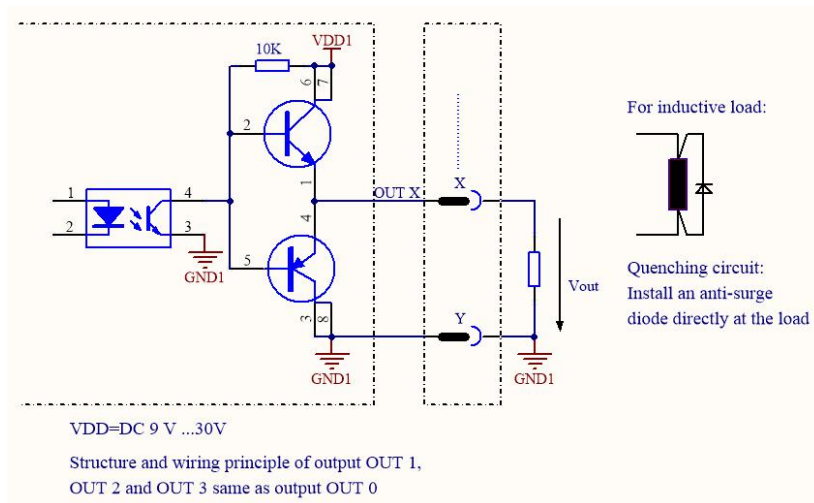 VDD1
10K
6
7
2
1
OUT X
X
1
4
4
2
3
5
GND1
3
8
Y
GND1
GND1
Vout
For inductive load:
Quenching circuit:
Install an anti-surge
diode directly at the load
VDD=DC 9 V ...30V
Structure and wiring principle of output OUT 1,
OUT 2 and OUT 3 same as output OUT 0